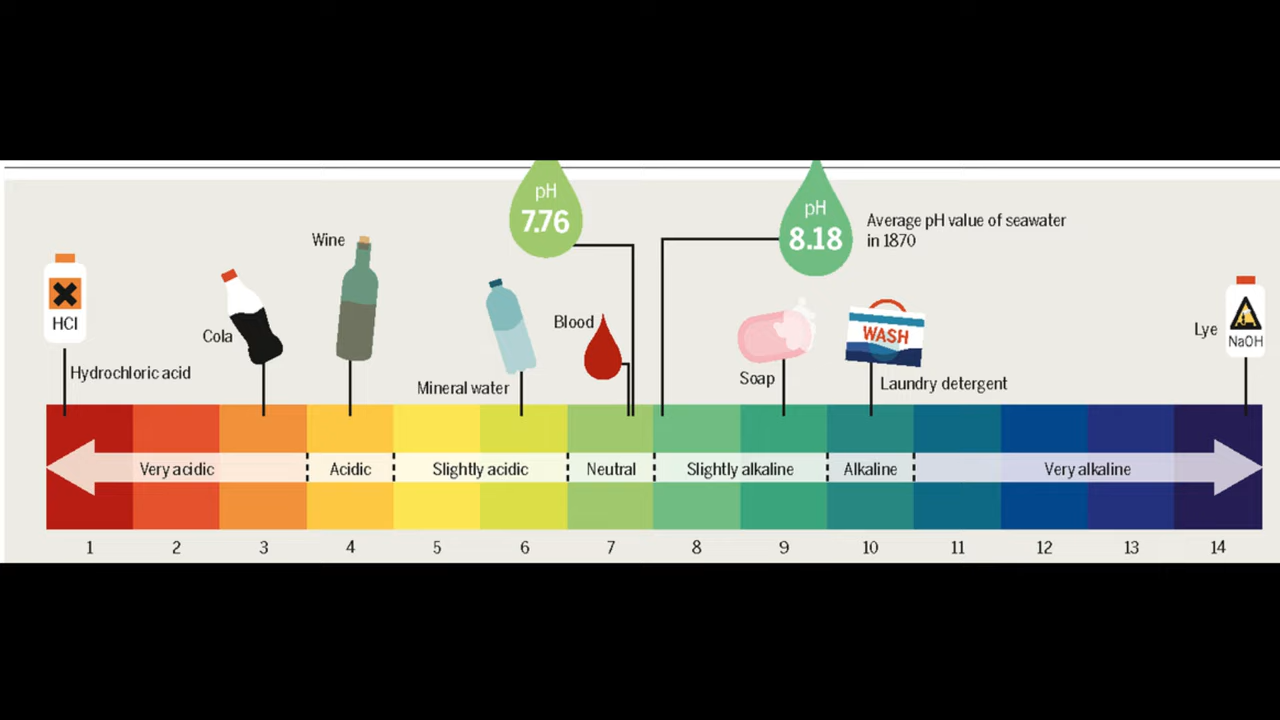 pH
7.76
pH
8.18
Average pH value of seawater
in 1870
Wine
HCl
Cola
Blood
WASH
Lye
NaOH
Hydrochloric acid
Mineral water
Soap
Laundry detergent
Very acidic
Acidic
Slightly acidic
Neutral
Slightly alkaline
Alkaline
Very alkaline
1 2 3 4 5 6 7 8 9 10 11 12 13 14